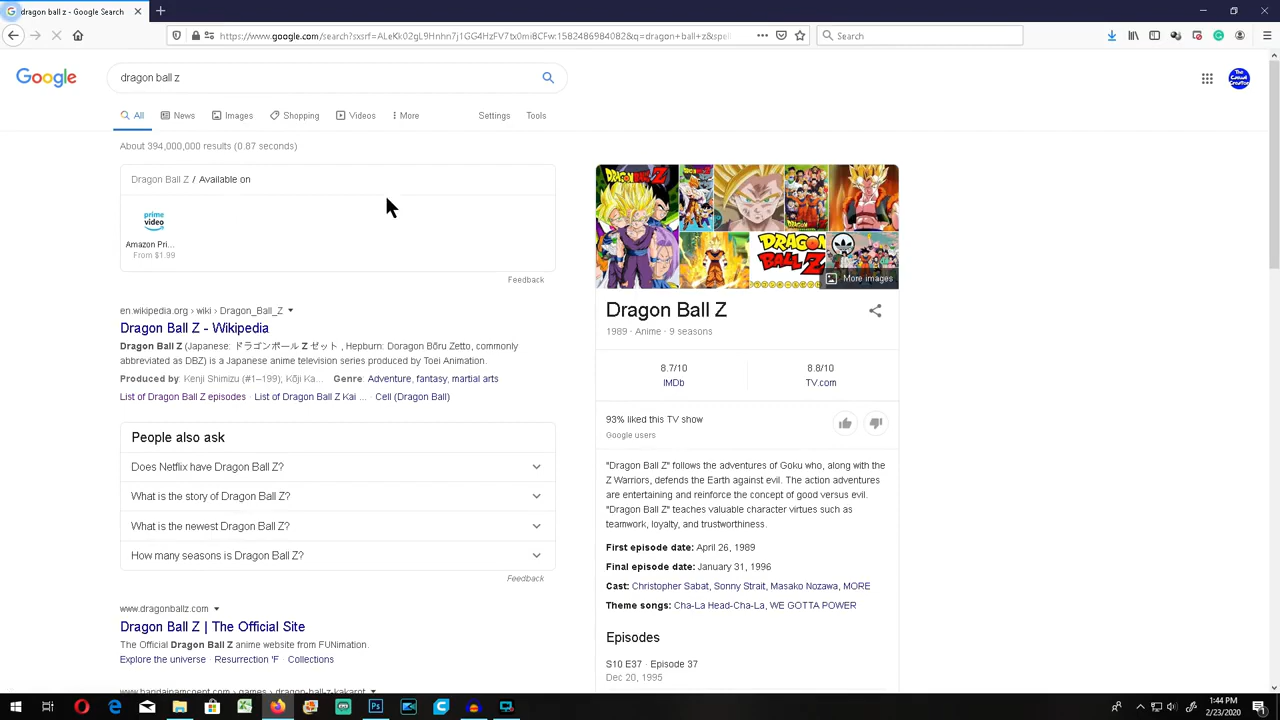 dragon ball z - Google Search
https://www.google.com/search?sxsrf=ALeKk02gL9Hnhn7j1GG4HzFV7tx0mi8CFw:1582486984082&q=dragon+ball+z&spell
Search
Google
dragon ball z
The Casual Creator
All
News
Images
Shopping
Videos
More
Settings
Tools
About 394,000,000 results (0.87 seconds)
Dragon Ball Z / Available on
prime video
Amazon Pri...
From $1.99
Feedback
en.wikipedia.org › wiki › Dragon_Ball_Z
Dragon Ball Z - Wikipedia
Dragon Ball Z (Japanese: ドラゴンボール Z ゼット , Hepburn: Doragon Bōru Zetto, commonly
abbreviated as DBZ) is a Japanese anime television series produced by Toei Animation.
Produced by: Kenji Shimizu (#1–199); Kōji Ka... Genre: Adventure, fantasy, martial arts
List of Dragon Ball Z episodes · List of Dragon Ball Z Kai ... · Cell (Dragon Ball)
People also ask
Does Netflix have Dragon Ball Z?
What is the story of Dragon Ball Z?
What is the newest Dragon Ball Z?
How many seasons is Dragon Ball Z?
Feedback
www.dragonballz.com
Dragon Ball Z | The Official Site
The Official Dragon Ball Z anime website from FUNimation.
Explore the universe · Resurrection 'F' · Collections
www.bandainamcoent.com › games › dragon-ball-z-kakarot
DRAGON BALL Z
DRAGON BALL Z
More images
Dragon Ball Z
1989 · Anime · 9 seasons
8.7/10
IMDb
8.8/10
TV.com
93% liked this TV show
Google users
"Dragon Ball Z" follows the adventures of Goku who, along with the
Z Warriors, defends the Earth against evil. The action adventures
are entertaining and reinforce the concept of good versus evil.
"Dragon Ball Z" teaches valuable character virtues such as
teamwork, loyalty, and trustworthiness.
First episode date: April 26, 1989
Final episode date: January 31, 1996
Cast: Christopher Sabat, Sonny Strait, Masako Nozawa, MORE
Theme songs: Cha-La Head-Cha-La, WE GOTTA POWER
Episodes
S10 E37 · Episode 37
Dec 20, 1995
1:44 PM
2/23/2020